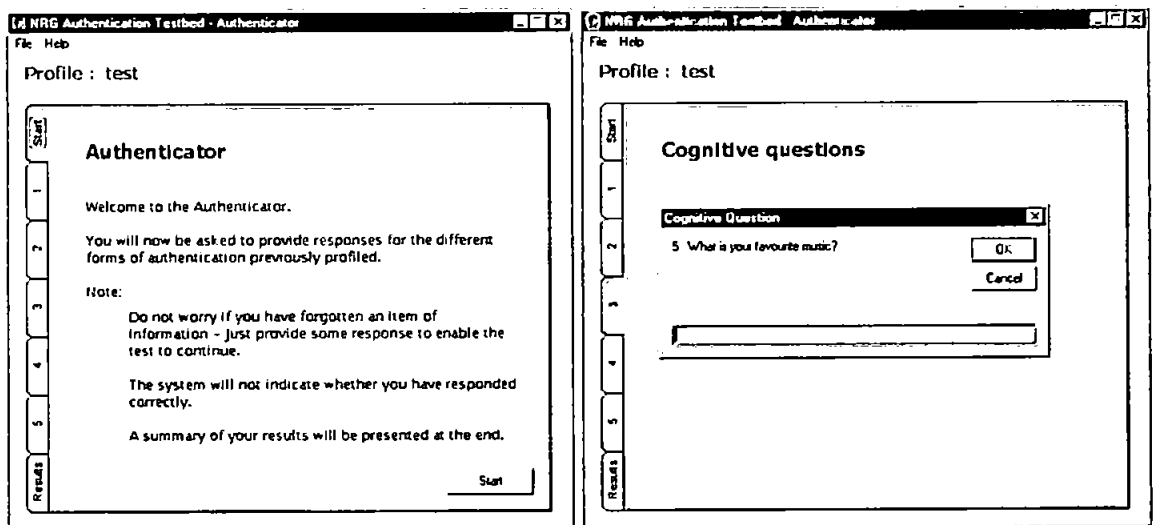 NRG Authentication Testbed - Authenticator
File Help
Profile : test
Start
1
2
3
4
5
Results
Authenticator
Welcome to the Authenticator.
You will now be asked to provide responses for the different
forms of authentication previously profiled.
Note:
Do not worry if you have forgotten an item of
information - Just provide some response to enable the
test to continue.
The system will not indicate whether you have responded
correctly.
A summary of your results will be presented at the end.
Start
NRG Authentication Testbed - Authenticator
File Help
Profile : test
Start
1
2
3
4
5
Results
Cognitive questions
Cognitive Question
5 What is your favourite music?
OK
Cancel